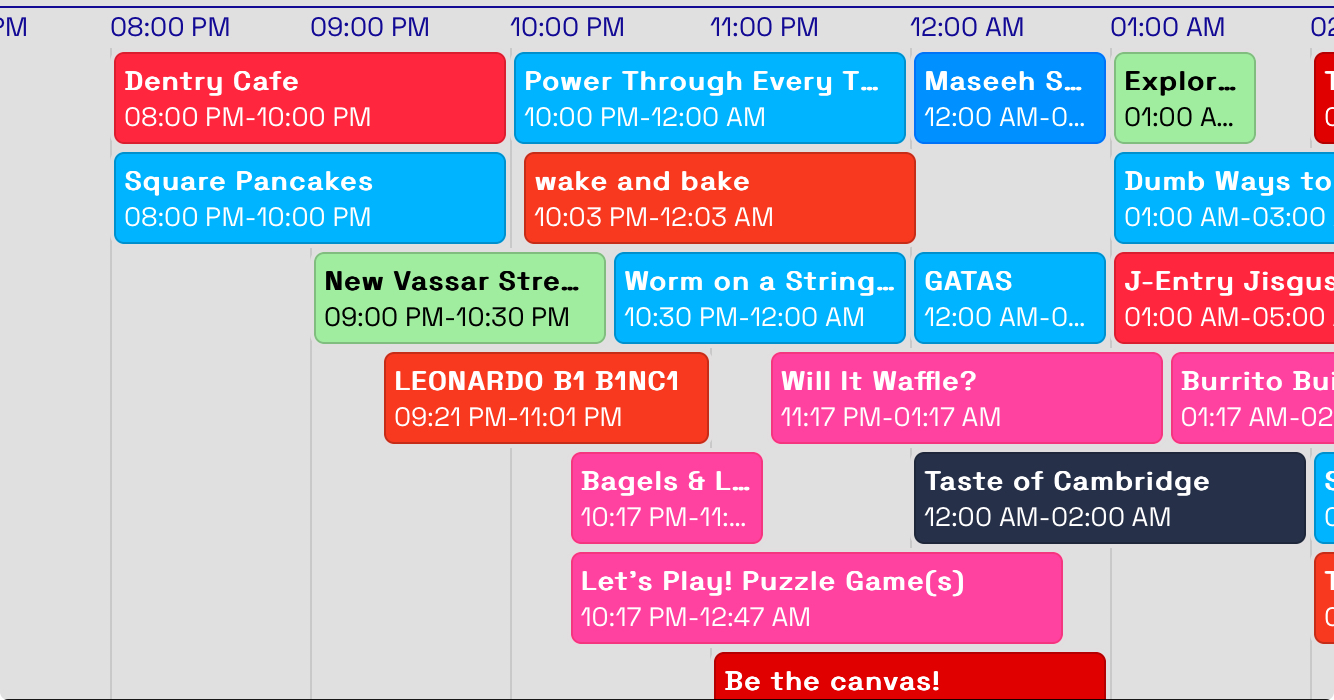 PM 08:00 PM 09:00 PM 10:00 PM 11:00 PM 12:00 AM 01:00 AM 02
Dentry Cafe
08:00 PM-10:00 PM
Power Through Every T…
10:00 PM-12:00 AM
Maseeh S…
12:00 AM-0…
Explor…
01:00 A…
T
0
Square Pancakes
08:00 PM-10:00 PM
wake and bake
10:03 PM-12:03 AM
Dumb Ways to
01:00 AM-03:00
New Vassar Stre…
09:00 PM-10:30 PM
Worm on a String…
10:30 PM-12:00 AM
GATAS
12:00 AM-0…
J-Entry Jisgus
01:00 AM-05:00
LEONARDO B1 B1NC1
09:21 PM-11:01 PM
Will It Waffle?
11:17 PM-01:17 AM
Burrito Bui
01:17 AM-02
Bagels & L…
10:17 PM-11:…
Taste of Cambridge
12:00 AM-02:00 AM
S
0
Let's Play! Puzzle Game(s)
10:17 PM-12:47 AM
T
0
Be the canvas!